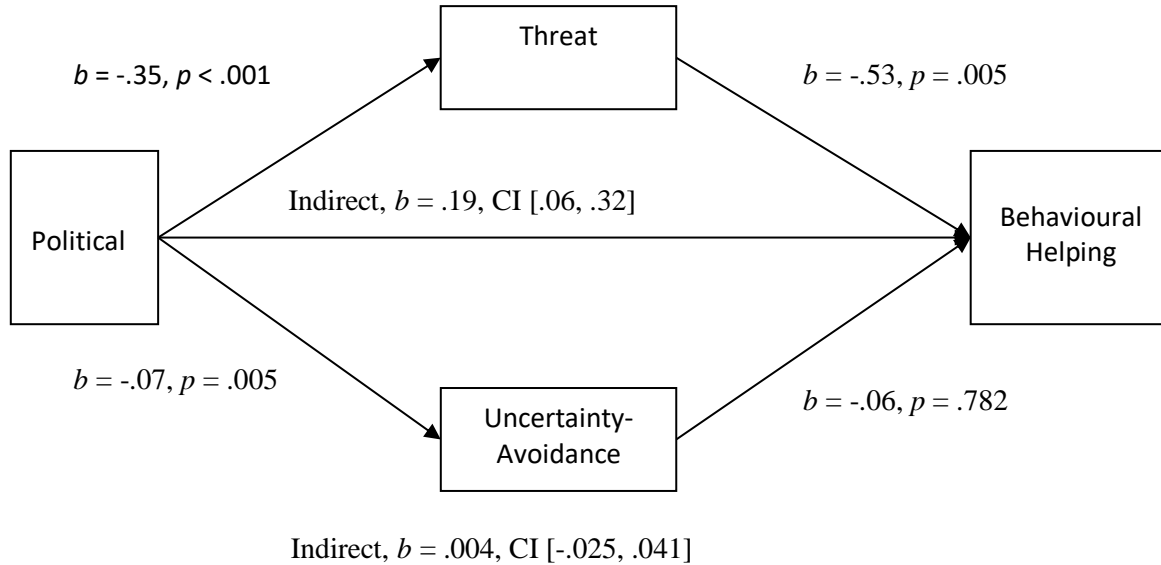 Threat
b = -.35, p < .001
b = -.53, p = .005
Indirect, b = .19, CI [.06, .32]
Political
Behavioural
Helping
b = -.07, p = .005
b = -.06, p = .782
Uncertainty-
Avoidance
Indirect, b = .004, CI [-.025, .041]